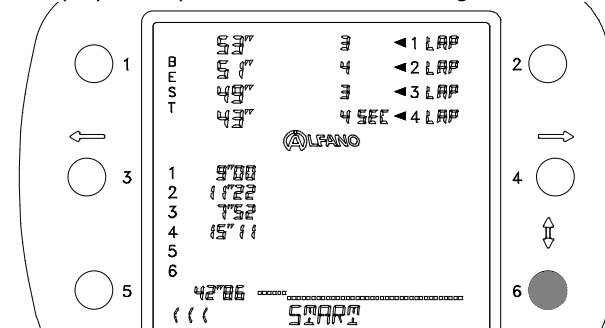 53" 3 ◄1 LAP
1 B 2
51" 4 ◄2 LAP
E
S
49" 3 ◄3 LAP
T
43" 4 SEC ◄4 LAP
ALFANO
3 1 9"00 4
2 11"22
3 7"52
4 15"11
5
6
5 42"86 6
( ( ( START